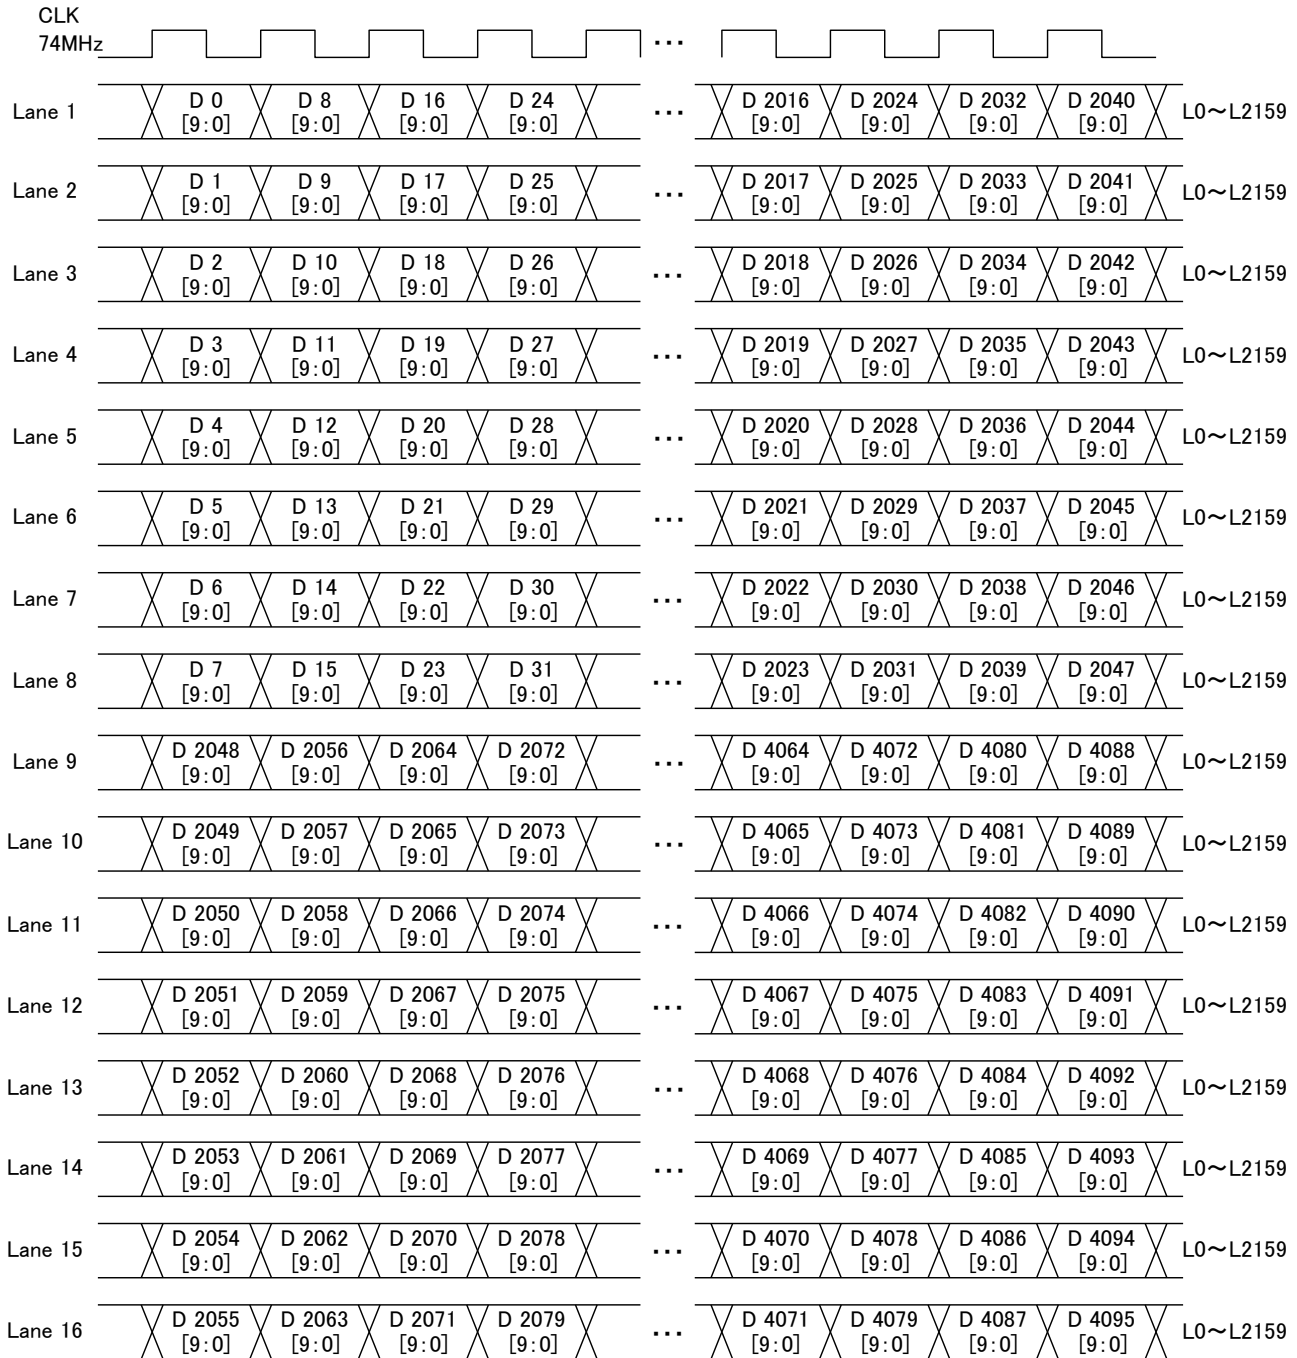 CLK
74MHz
...
Lane 1 D 0 D 8 D 16 D 24 ... D 2016 D 2024 D 2032 D 2040 L0～L2159
[9:0] [9:0] [9:0] [9:0] [9:0] [9:0] [9:0] [9:0]
Lane 2 D 1 D 9 D 17 D 25 ... D 2017 D 2025 D 2033 D 2041 L0～L2159
[9:0] [9:0] [9:0] [9:0] [9:0] [9:0] [9:0] [9:0]
Lane 3 D 2 D 10 D 18 D 26 ... D 2018 D 2026 D 2034 D 2042 L0～L2159
[9:0] [9:0] [9:0] [9:0] [9:0] [9:0] [9:0] [9:0]
Lane 4 D 3 D 11 D 19 D 27 ... D 2019 D 2027 D 2035 D 2043 L0～L2159
[9:0] [9:0] [9:0] [9:0] [9:0] [9:0] [9:0] [9:0]
Lane 5 D 4 D 12 D 20 D 28 ... D 2020 D 2028 D 2036 D 2044 L0～L2159
[9:0] [9:0] [9:0] [9:0] [9:0] [9:0] [9:0] [9:0]
Lane 6 D 5 D 13 D 21 D 29 ... D 2021 D 2029 D 2037 D 2045 L0～L2159
[9:0] [9:0] [9:0] [9:0] [9:0] [9:0] [9:0] [9:0]
Lane 7 D 6 D 14 D 22 D 30 ... D 2022 D 2030 D 2038 D 2046 L0～L2159
[9:0] [9:0] [9:0] [9:0] [9:0] [9:0] [9:0] [9:0]
Lane 8 D 7 D 15 D 23 D 31 ... D 2023 D 2031 D 2039 D 2047 L0～L2159
[9:0] [9:0] [9:0] [9:0] [9:0] [9:0] [9:0] [9:0]
Lane 9 D 2048 D 2056 D 2064 D 2072 ... D 4064 D 4072 D 4080 D 4088 L0～L2159
[9:0] [9:0] [9:0] [9:0] [9:0] [9:0] [9:0] [9:0]
Lane 10 D 2049 D 2057 D 2065 D 2073 ... D 4065 D 4073 D 4081 D 4089 L0～L2159
[9:0] [9:0] [9:0] [9:0] [9:0] [9:0] [9:0] [9:0]
Lane 11 D 2050 D 2058 D 2066 D 2074 ... D 4066 D 4074 D 4082 D 4090 L0～L2159
[9:0] [9:0] [9:0] [9:0] [9:0] [9:0] [9:0] [9:0]
Lane 12 D 2051 D 2059 D 2067 D 2075 ... D 4067 D 4075 D 4083 D 4091 L0～L2159
[9:0] [9:0] [9:0] [9:0] [9:0] [9:0] [9:0] [9:0]
Lane 13 D 2052 D 2060 D 2068 D 2076 ... D 4068 D 4076 D 4084 D 4092 L0～L2159
[9:0] [9:0] [9:0] [9:0] [9:0] [9:0] [9:0] [9:0]
Lane 14 D 2053 D 2061 D 2069 D 2077 ... D 4069 D 4077 D 4085 D 4093 L0～L2159
[9:0] [9:0] [9:0] [9:0] [9:0] [9:0] [9:0] [9:0]
Lane 15 D 2054 D 2062 D 2070 D 2078 ... D 4070 D 4078 D 4086 D 4094 L0～L2159
[9:0] [9:0] [9:0] [9:0] [9:0] [9:0] [9:0] [9:0]
Lane 16 D 2055 D 2063 D 2071 D 2079 ... D 4071 D 4079 D 4087 D 4095 L0～L2159
[9:0] [9:0] [9:0] [9:0] [9:0] [9:0] [9:0] [9:0]